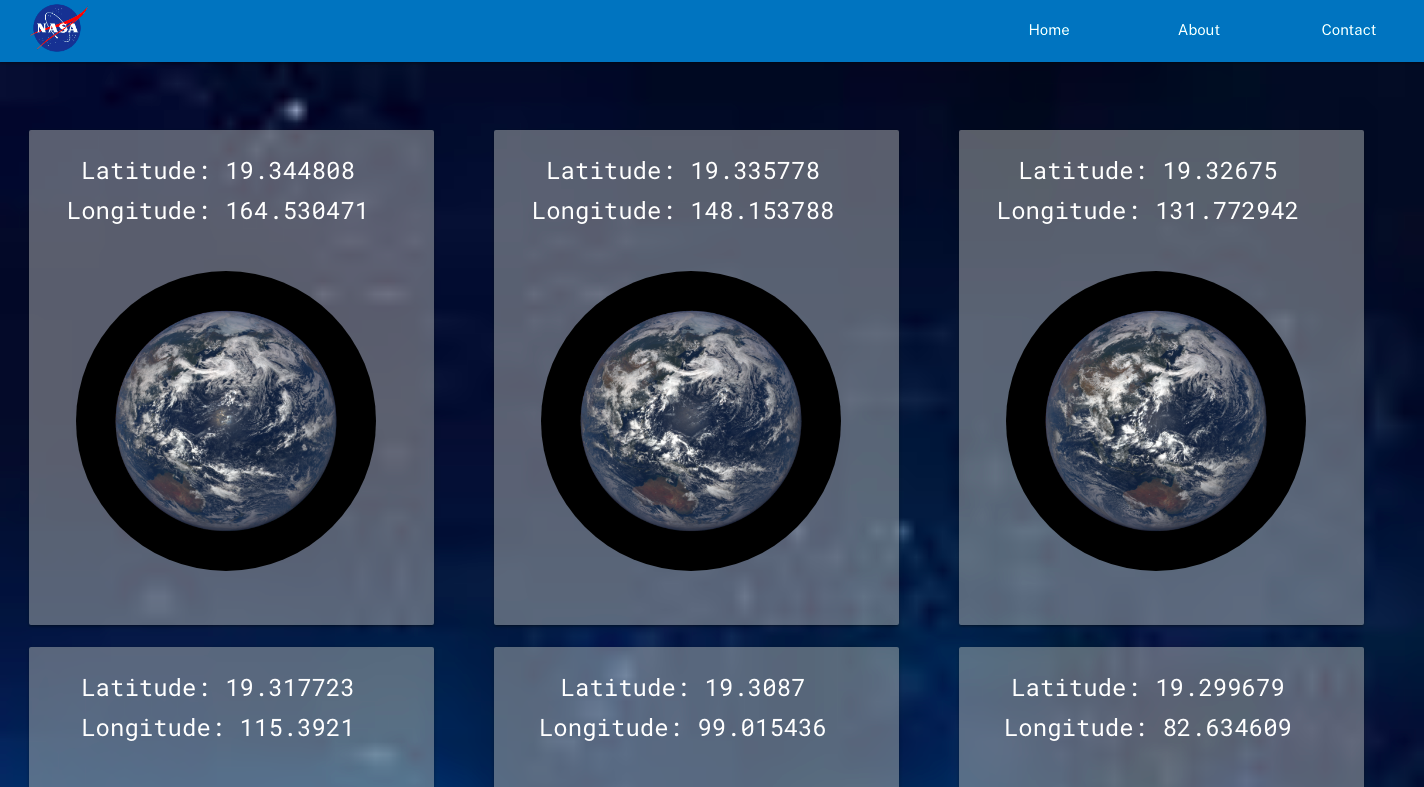 NASA
Home
About
Contact
Latitude: 19.344808
Longitude: 164.530471
Latitude: 19.335778
Longitude: 148.153788
Latitude: 19.32675
Longitude: 131.772942
Latitude: 19.317723
Longitude: 115.3921
Latitude: 19.3087
Longitude: 99.015436
Latitude: 19.299679
Longitude: 82.634609